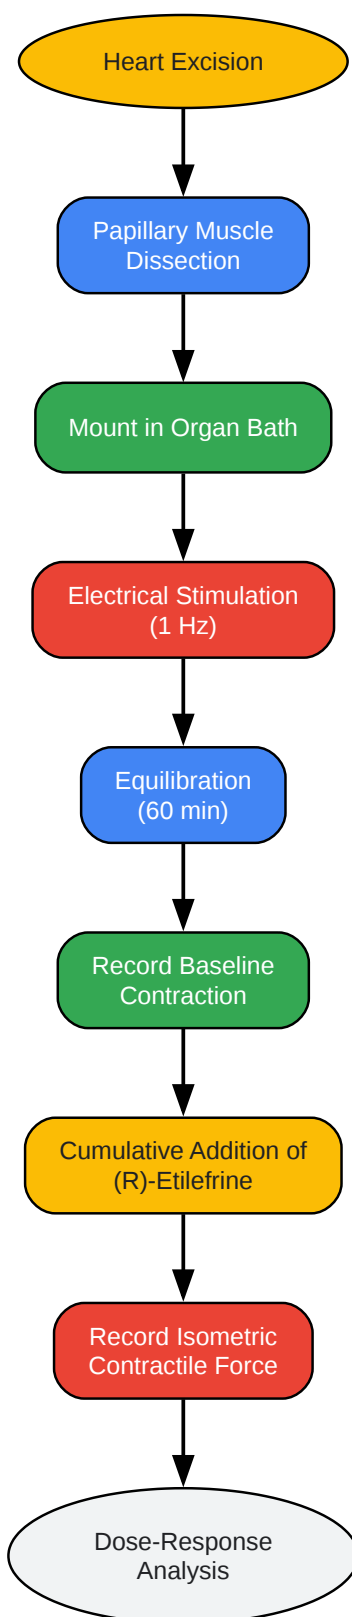 Heart Excision
Papillary Muscle
Dissection
Mount in Organ Bath
Electrical Stimulation
(1 Hz)
Equilibration
(60 min)
Record Baseline
Contraction
Cumulative Addition of
(R)-Etilefrine
Record Isometric
Contractile Force
Dose-Response
Analysis